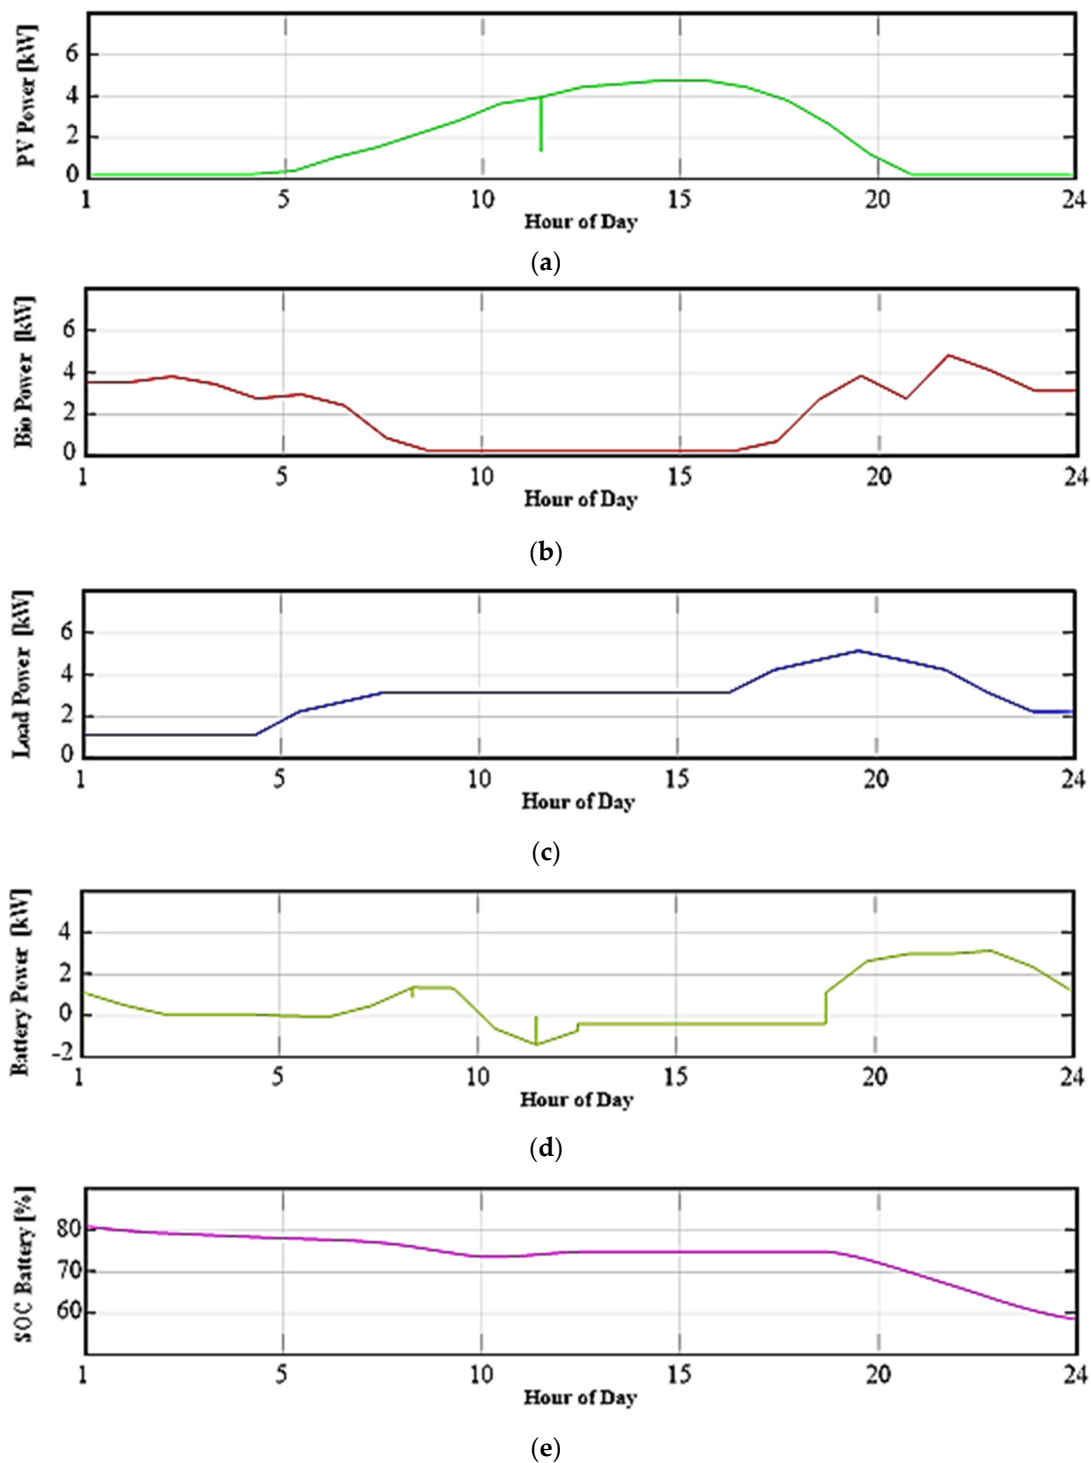 PV Power [kW]
6
4
2
0
1 5 10 15 20 24
Hour of Day
(a)
Bio Power [kW]
6
4
2
0
1 5 10 15 20 24
Hour of Day
(b)
Load Power [kW]
6
4
2
0
1 5 10 15 20 24
Hour of Day
(c)
Battery Power [kW]
4
2
0
-2
1 5 10 15 20 24
Hour of Day
(d)
SOC Battery [%]
80
70
60
1 5 10 15 20 24
Hour of Day
(e)